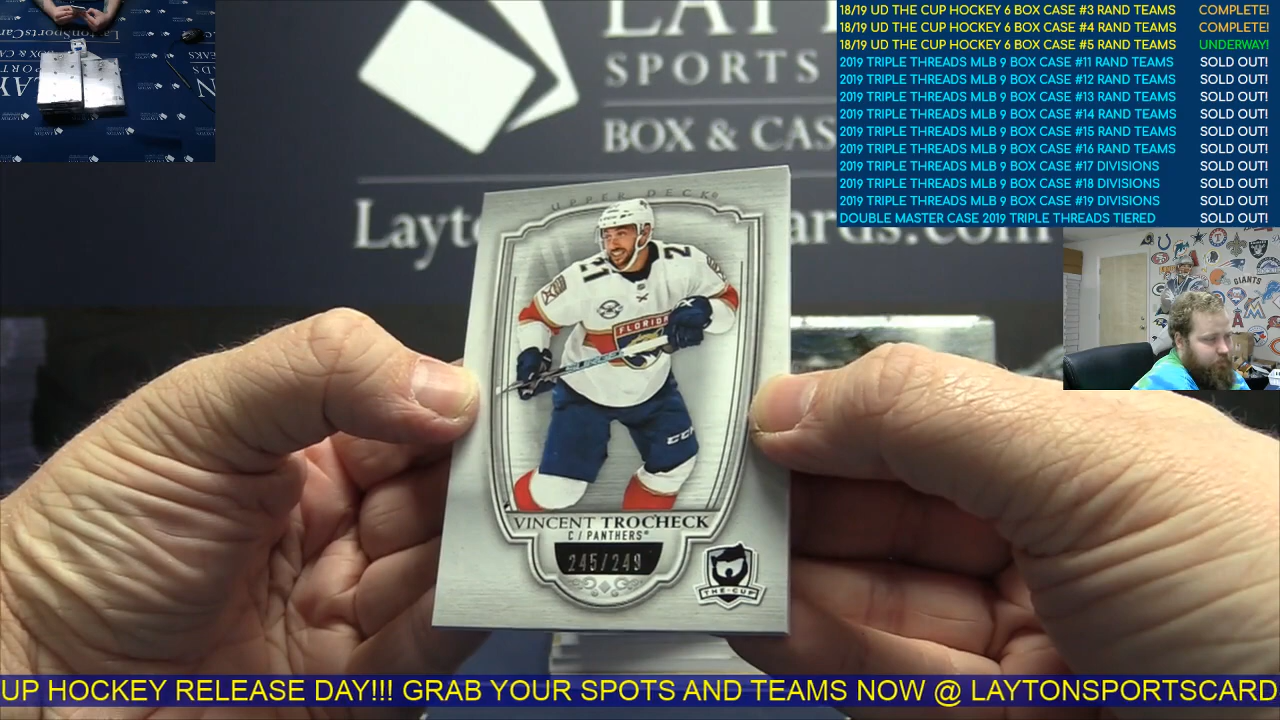 18/19 UD THE CUP HOCKEY 6 BOX CASE #3 RAND TEAMS COMPLETE!
18/19 UD THE CUP HOCKEY 6 BOX CASE #4 RAND TEAMS COMPLETE!
18/19 UD THE CUP HOCKEY 6 BOX CASE #5 RAND TEAMS UNDERWAY!
2019 TRIPLE THREADS MLB 9 BOX CASE #11 RAND TEAMS SOLD OUT!
2019 TRIPLE THREADS MLB 9 BOX CASE #12 RAND TEAMS SOLD OUT!
2019 TRIPLE THREADS MLB 9 BOX CASE #13 RAND TEAMS SOLD OUT!
2019 TRIPLE THREADS MLB 9 BOX CASE #14 RAND TEAMS SOLD OUT!
2019 TRIPLE THREADS MLB 9 BOX CASE #15 RAND TEAMS SOLD OUT!
2019 TRIPLE THREADS MLB 9 BOX CASE #16 RAND TEAMS SOLD OUT!
2019 TRIPLE THREADS MLB 9 BOX CASE #17 DIVISIONS SOLD OUT!
2019 TRIPLE THREADS MLB 9 BOX CASE #18 DIVISIONS SOLD OUT!
2019 TRIPLE THREADS MLB 9 BOX CASE #19 DIVISIONS SOLD OUT!
DOUBLE MASTER CASE 2019 TRIPLE THREADS TIERED SOLD OUT!
SPORTS
BOX & CAS
Layto
ards.com
GIANTS
UPPER DECK
21
2
FLORIDA
CCM
VINCENT TROCHECK
C / PANTHERS
245/249
THE CUP
UP HOCKEY RELEASE DAY!!! GRAB YOUR SPOTS AND TEAMS NOW @ LAYTONSPORTSCARD